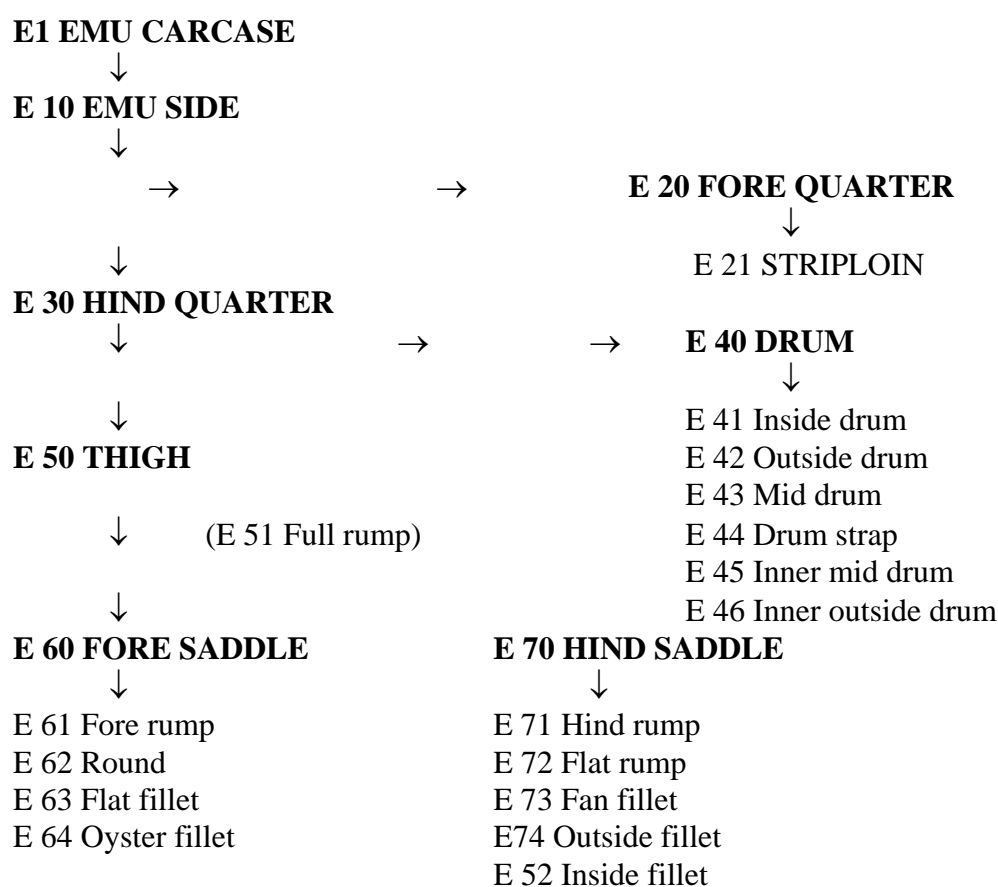 E1 EMU CARCASE
↓
E 10 EMU SIDE
↓
→ → E 20 FORE QUARTER
↓
↓ E 21 STRIPLOIN
E 30 HIND QUARTER
↓ → → E 40 DRUM
↓
↓ E 41 Inside drum
E 50 THIGH E 42 Outside drum
E 43 Mid drum
↓ (E 51 Full rump) E 44 Drum strap
E 45 Inner mid drum
↓ E 46 Inner outside drum
E 60 FORE SADDLE E 70 HIND SADDLE
↓ ↓
E 61 Fore rump E 71 Hind rump
E 62 Round E 72 Flat rump
E 63 Flat fillet E 73 Fan fillet
E 64 Oyster fillet E74 Outside fillet
E 52 Inside fillet